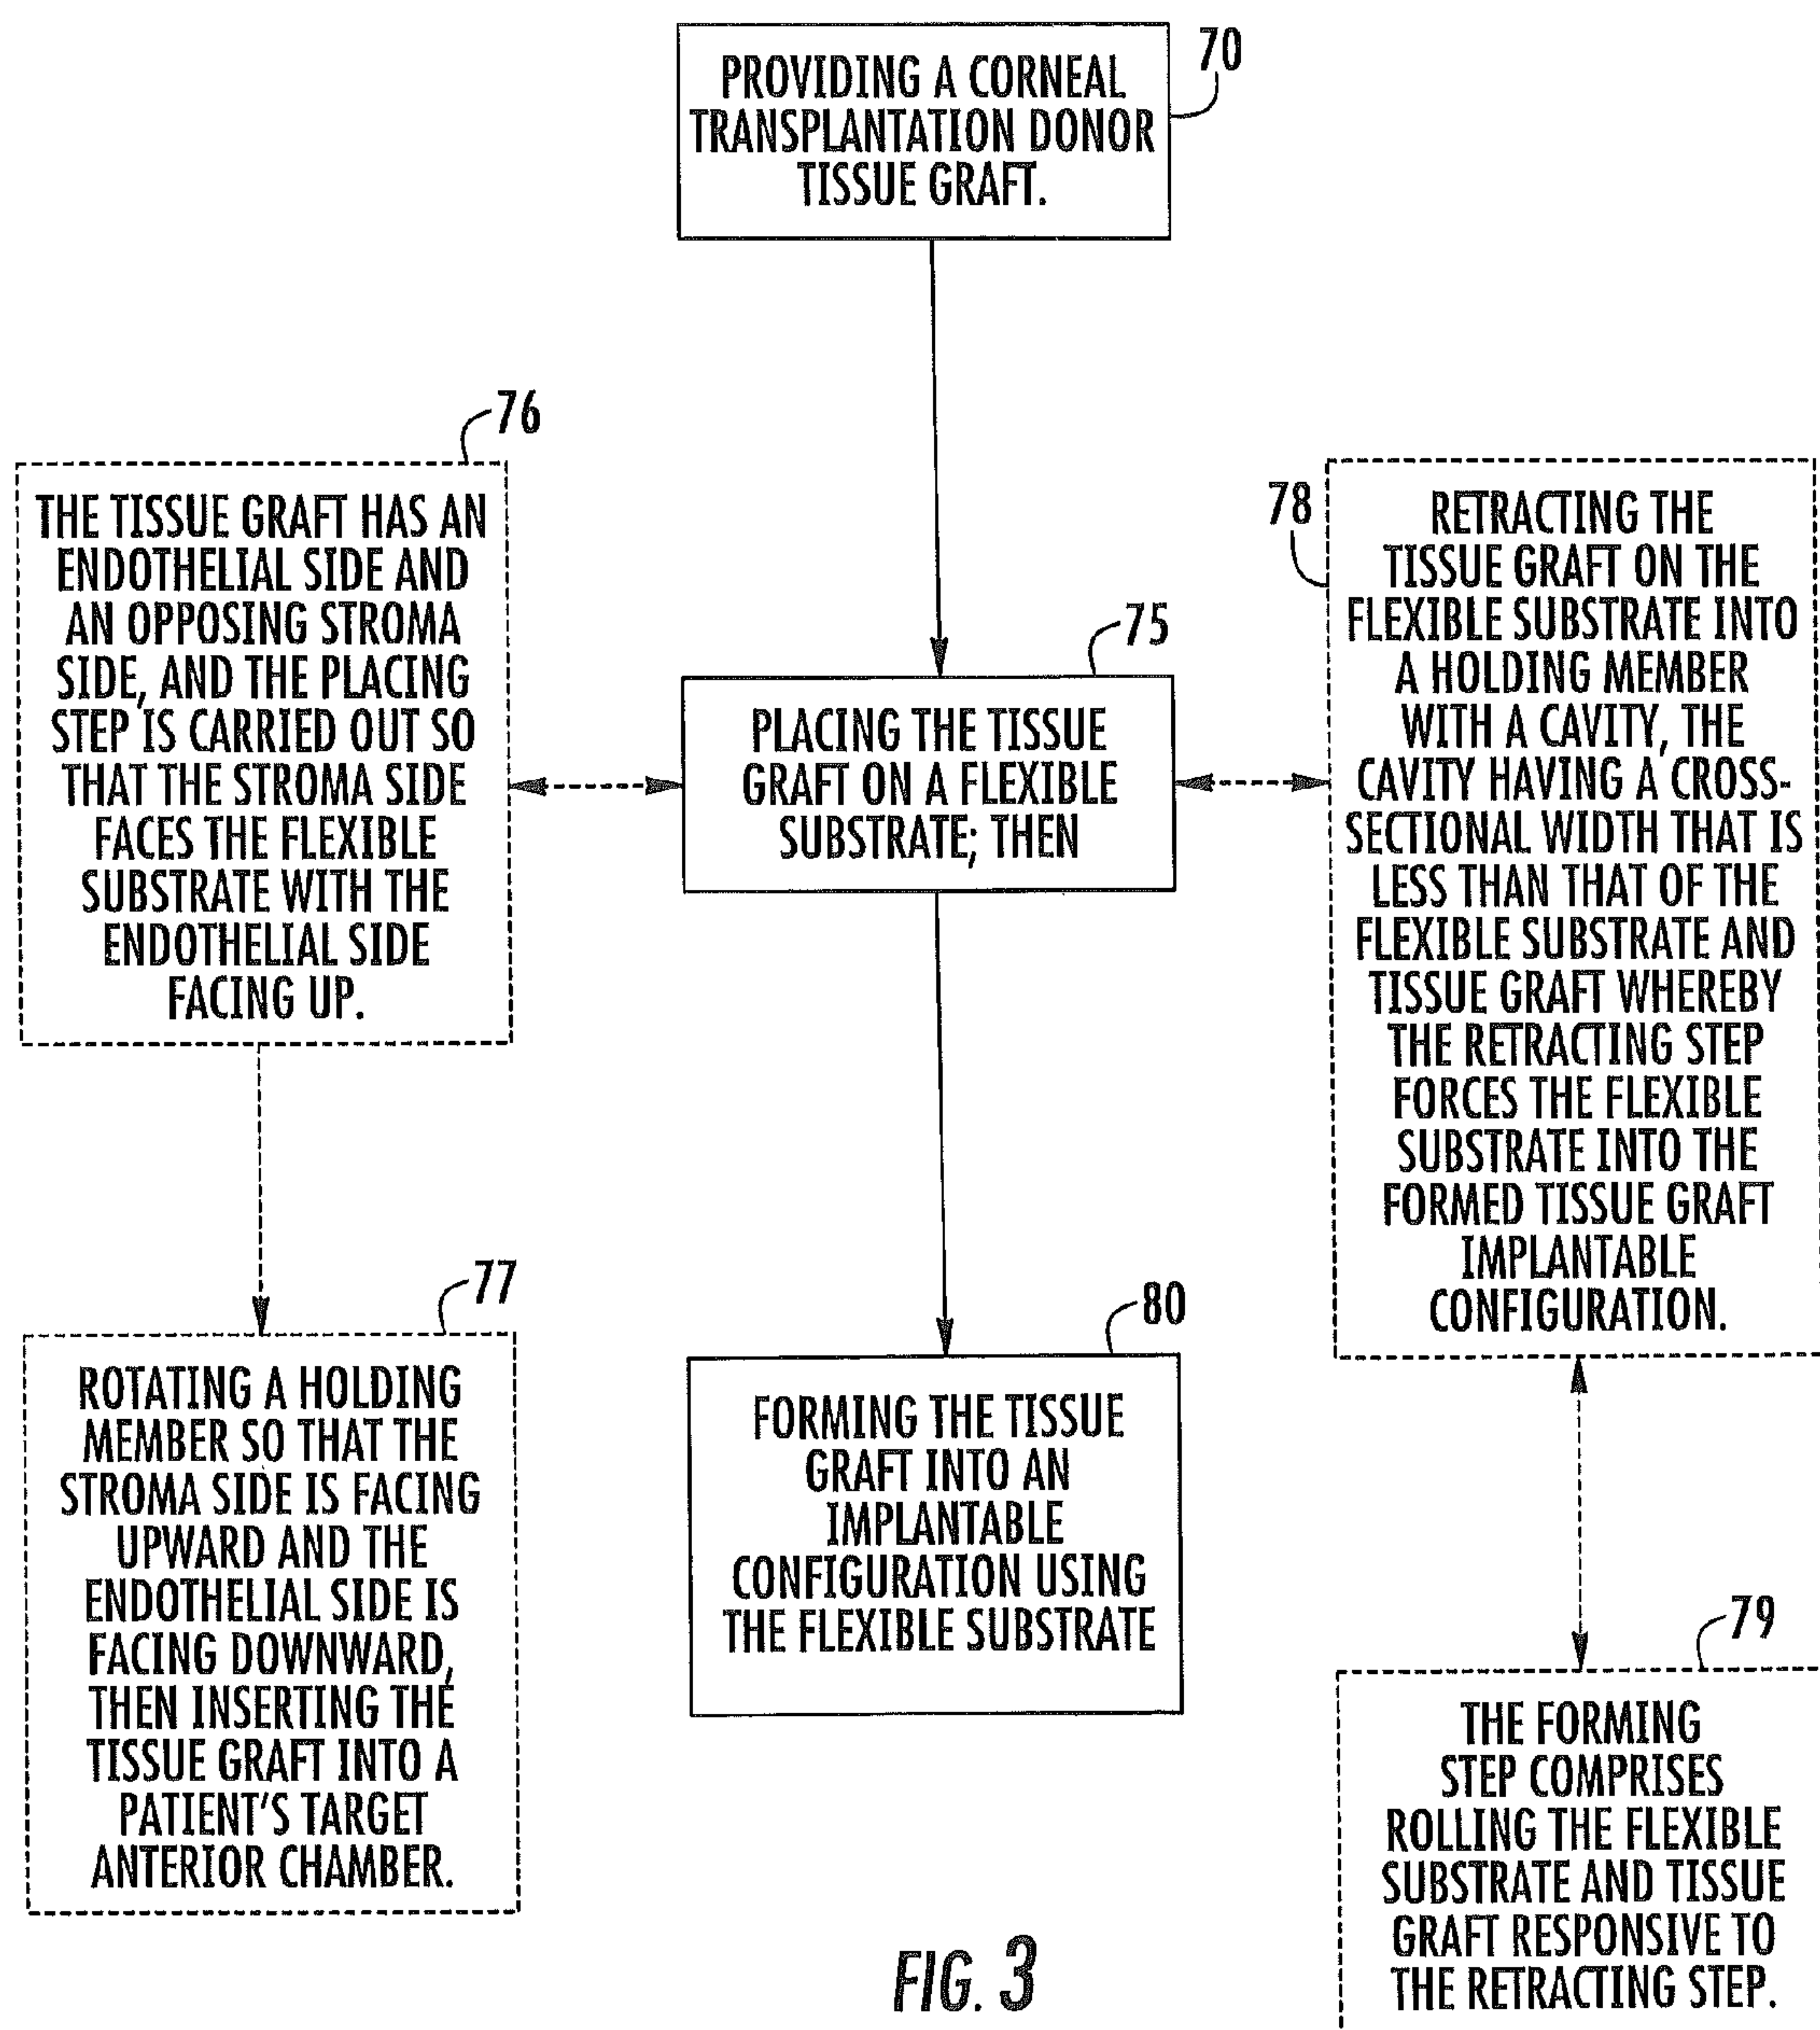 70
PROVIDING A CORNEAL
TRANSPLANTATION DONOR
TISSUE GRAFT.
76
THE TISSUE GRAFT HAS AN
ENDOTHELIAL SIDE AND
AN OPPOSING STROMA
SIDE, AND THE PLACING
STEP IS CARRIED OUT SO
THAT THE STROMA SIDE
FACES THE FLEXIBLE
SUBSTRATE WITH THE
ENDOTHELIAL SIDE
FACING UP.
75
PLACING THE TISSUE
GRAFT ON A FLEXIBLE
SUBSTRATE; THEN
78
RETRACTING THE
TISSUE GRAFT ON THE
FLEXIBLE SUBSTRATE INTO
A HOLDING MEMBER
WITH A CAVITY, THE
CAVITY HAVING A CROSS-
SECTIONAL WIDTH THAT IS
LESS THAN THAT OF THE
FLEXIBLE SUBSTRATE AND
TISSUE GRAFT WHEREBY
THE RETRACTING STEP
FORCES THE FLEXIBLE
SUBSTRATE INTO THE
FORMED TISSUE GRAFT
IMPLANTABLE
CONFIGURATION.
77
ROTATING A HOLDING
MEMBER SO THAT THE
STROMA SIDE IS FACING
UPWARD AND THE
ENDOTHELIAL SIDE IS
FACING DOWNWARD,
THEN INSERTING THE
TISSUE GRAFT INTO A
PATIENT'S TARGET
ANTERIOR CHAMBER.
80
FORMING THE TISSUE
GRAFT INTO AN
IMPLANTABLE
CONFIGURATION USING
THE FLEXIBLE SUBSTRATE
79
THE FORMING
STEP COMPRISES
ROLLING THE FLEXIBLE
SUBSTRATE AND TISSUE
GRAFT RESPONSIVE TO
THE RETRACTING STEP.
FIG. 3